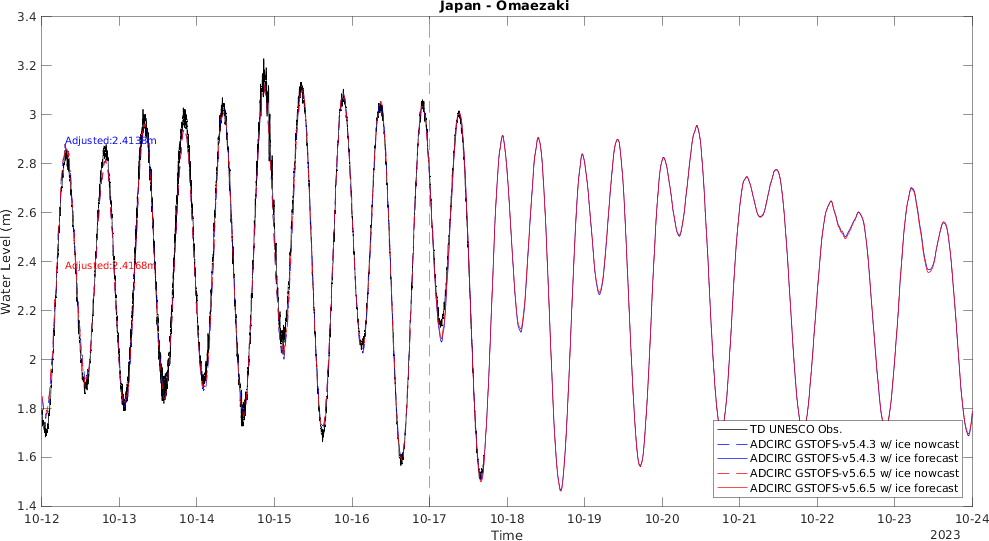 Japan - Omaezaki
3.4
3.2
3
2.8
2.6
2.4
2.2
2
1.8
1.6
1.4
Water Level (m)
Adjusted:2.4138m
Adjusted:2.4168m
TD UNESCO Obs.
ADCIRC GSTOFS-v5.4.3 w/ ice nowcast
ADCIRC GSTOFS-v5.4.3 w/ ice forecast
ADCIRC GSTOFS-v5.6.5 w/ ice nowcast
ADCIRC GSTOFS-v5.6.5 w/ ice forecast
10-12 10-13 10-14 10-15 10-16 10-17 10-18 10-19 10-20 10-21 10-22 10-23 10-24
Time
2023